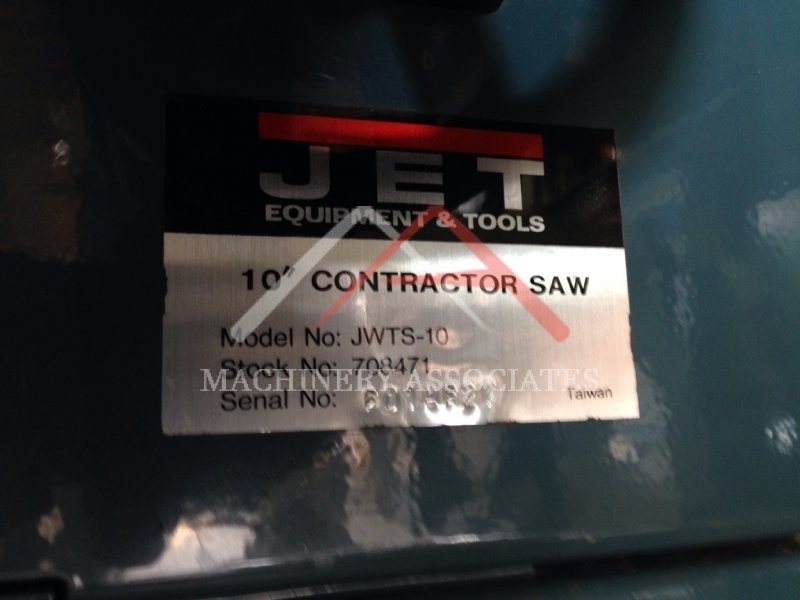 JET
EQUIPMENT & TOOLS
10" CONTRACTOR SAW
Model No: JWTS-10
Stock No: 708471
MACHINERY ASSOCIATES
Serial No:
Taiwan